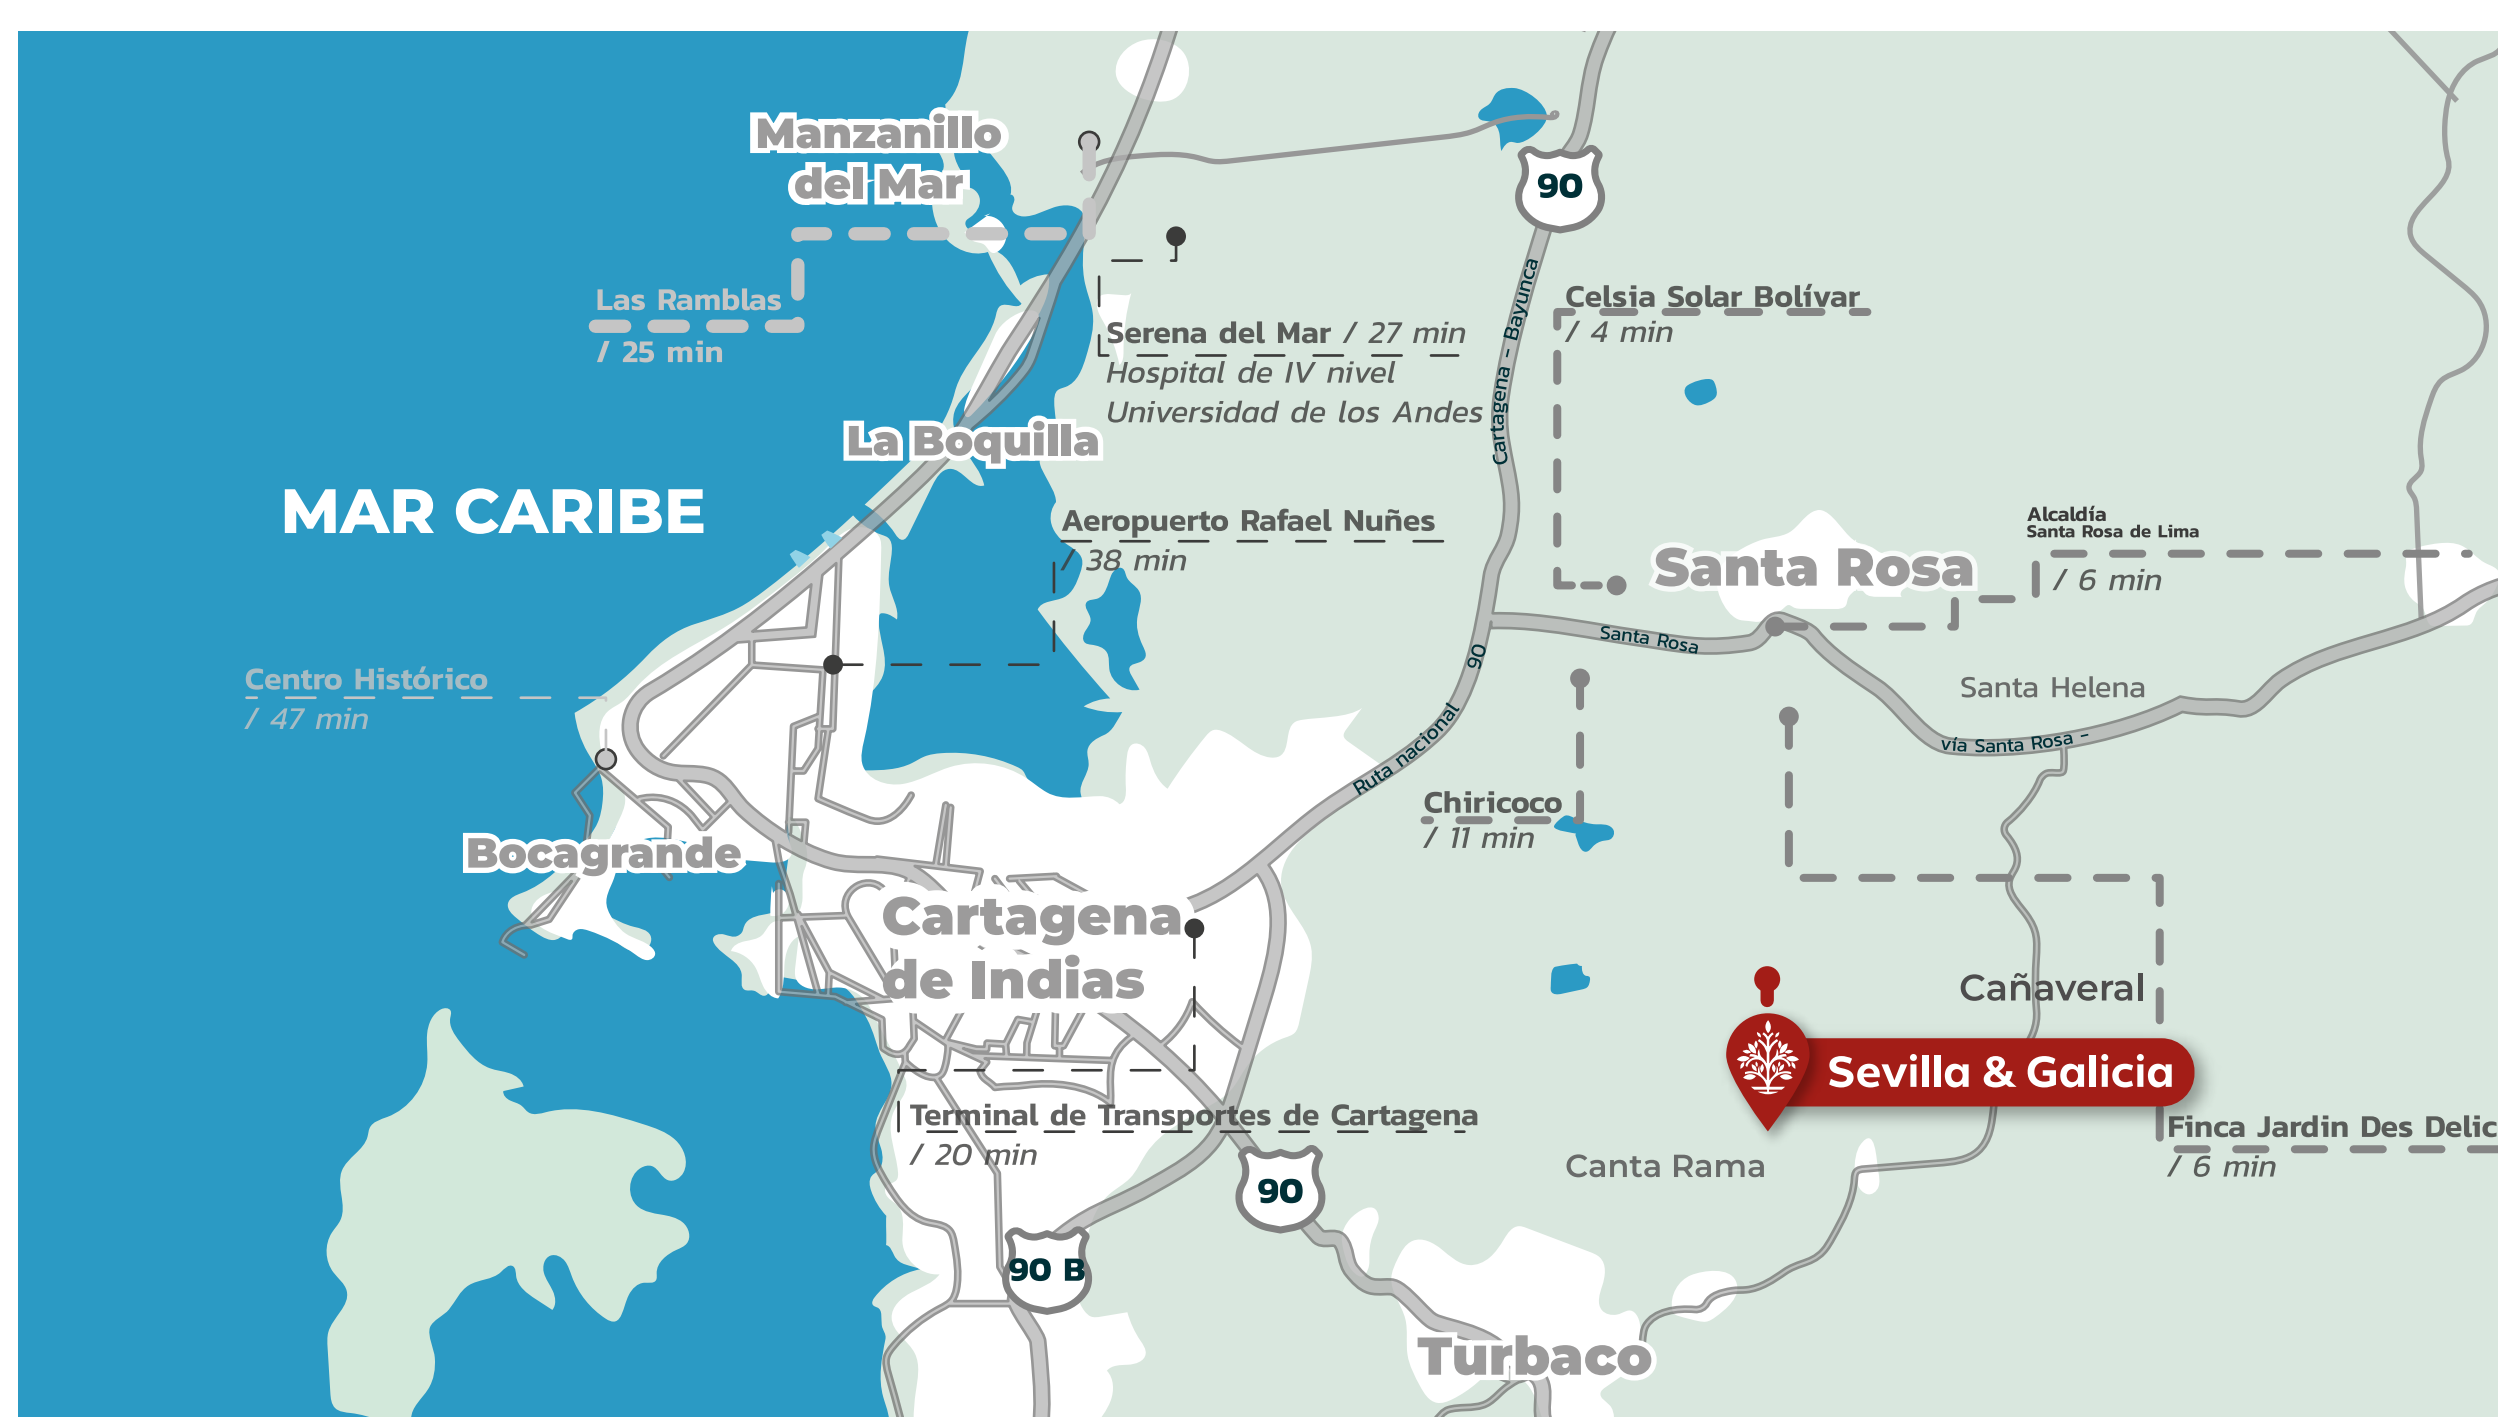 Manzanillo
del Mar
90
Las Ramblas
/ 25 min
Celsia Solar Bolívar
/ 4 min
Serena del Mar / 27 min
Hospital de IV nivel
Universidad de los Andes
Cartagena - Bayunca
La Boquilla
MAR CARIBE
Aeropuerto Rafael Nuñes
/ 38 min
Santa Rosa
Alcaldía
Santa Rosa de Lima
/ 6 min
Santa Rosa
90
Santa Helena
Centro Histórico
/ 47 min
vía Santa Rosa -
Ruta nacional
Chiricoco
/ 11 min
Bocagrande
Cartagena
de Indias
Cañaveral
Sevilla & Galicia
Terminal de Transportes de Cartagena
/ 20 min
Finca Jardin Des Delic
/ 6 min
Canta Rama
90
90 B
Turbaco